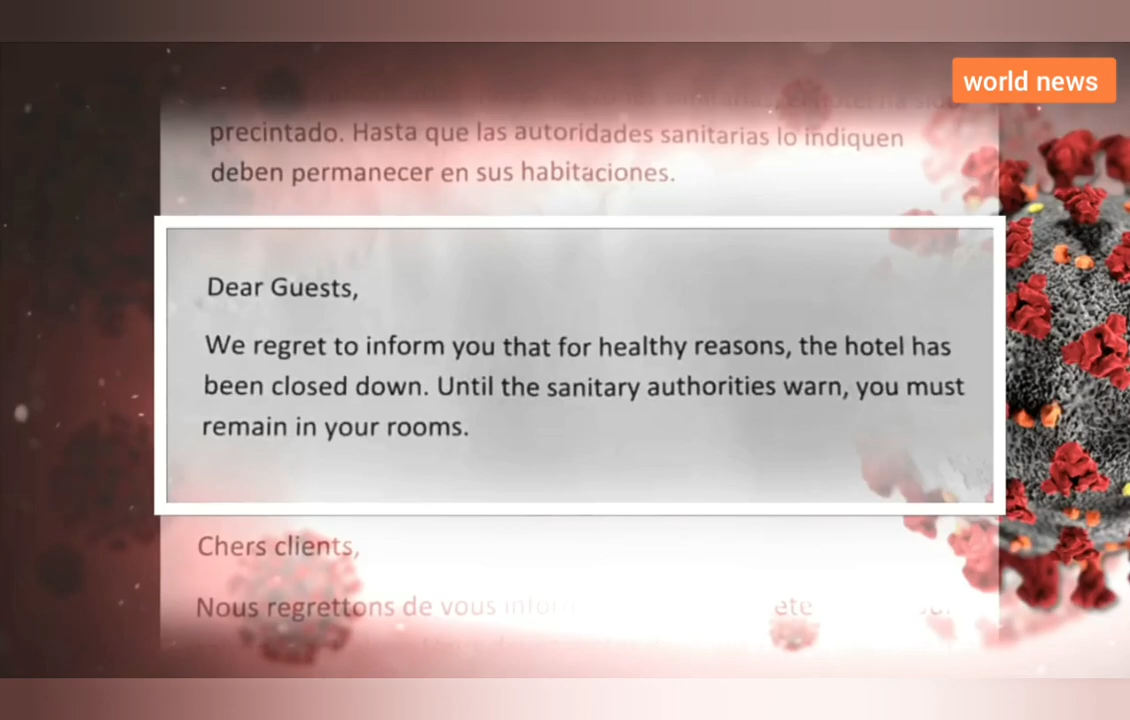 world news
precintado. Hasta que las autoridades sanitarias lo indiquen
deben permanecer en sus habitaciones.
Dear Guests,
We regret to inform you that for healthy reasons, the hotel has
been closed down. Until the sanitary authorities warn, you must
remain in your rooms.
Chers clients,
Nous regrettons de vous